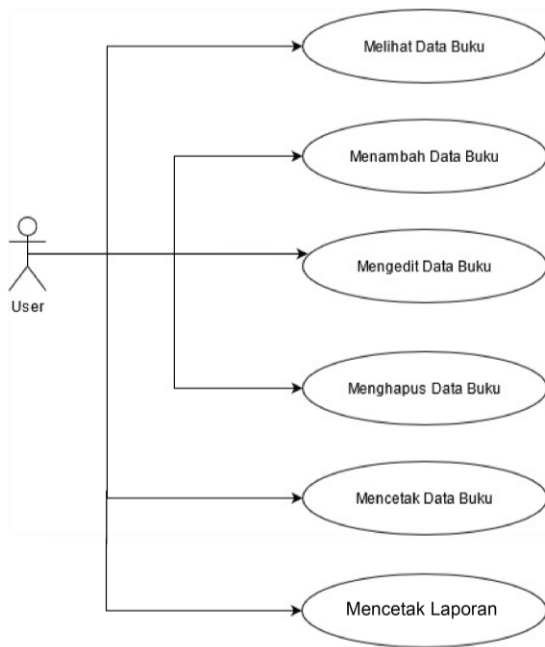 Melihat Data Buku
Menambah Data Buku
Mengedit Data Buku
User
Menghapus Data Buku
Mencetak Data Buku
Mencetak Laporan